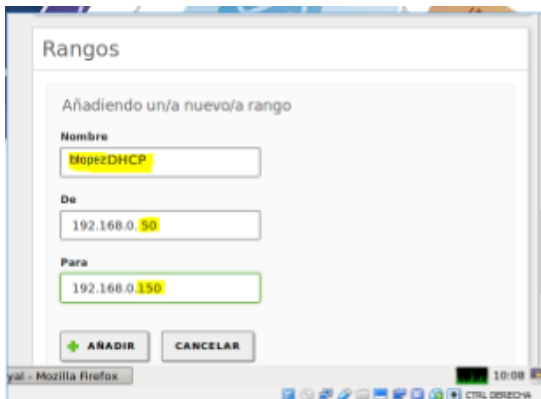 Rangos
Añadiendo un/a nuevo/a rango
Nombre
blopezDHCP
De
192.168.0.50
Para
192.168.0.150
AÑADIR CANCELAR
yal - Mozilla Firefox 10:08
CTRL DERECHA